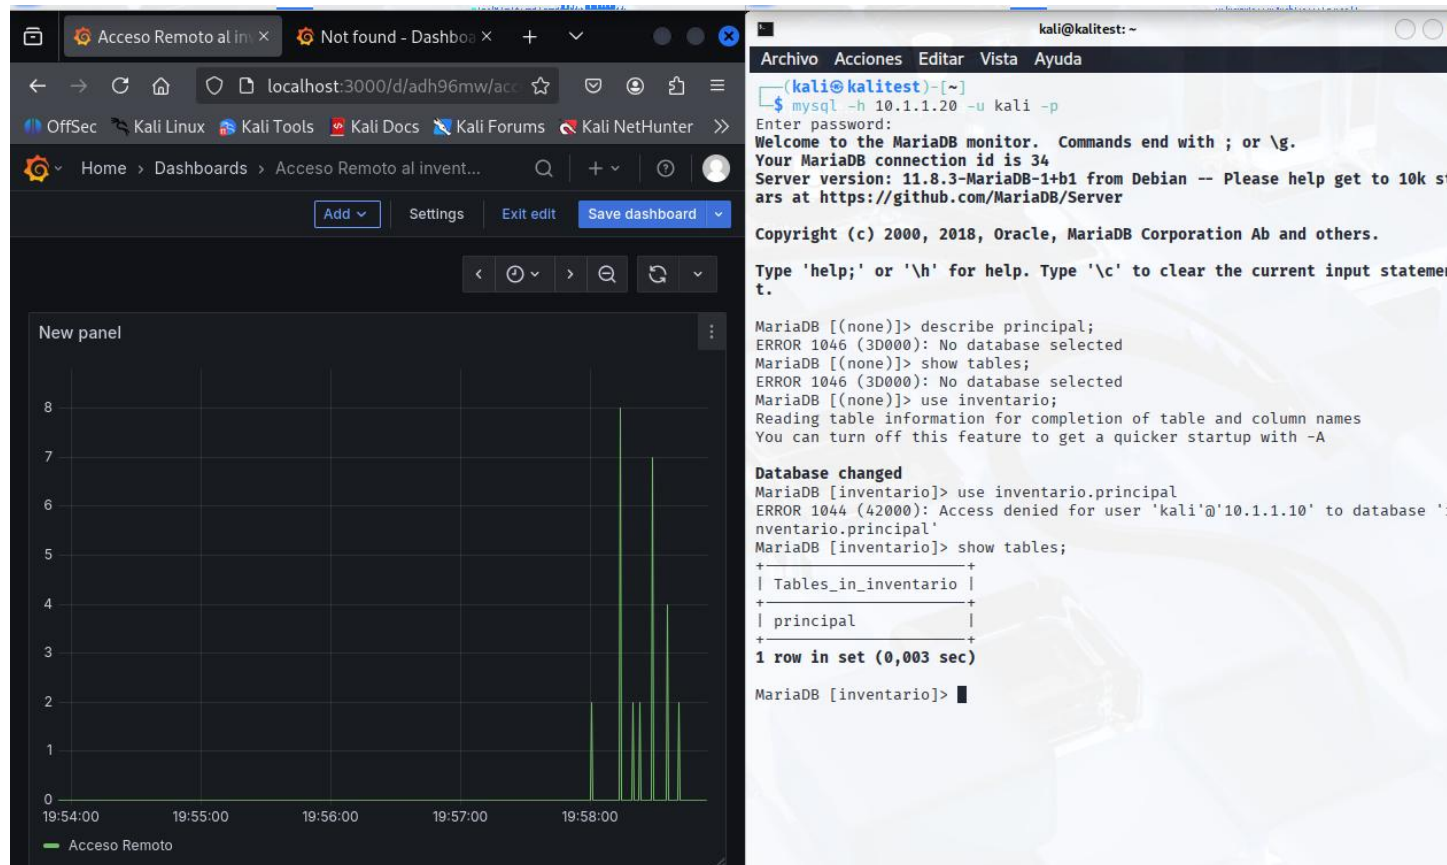 Acceso Remoto al in
Not found - Dashboa
localhost:3000/d/adh96mw/acc
OffSec Kali Linux Kali Tools Kali Docs Kali Forums Kali NetHunter
Home › Dashboards › Acceso Remoto al invent...
Add Settings Exit edit Save dashboard
New panel
8
7
6
5
4
3
2
1
0
19:54:00 19:55:00 19:56:00 19:57:00 19:58:00
Acceso Remoto
kali@kalitest: ~
Archivo Acciones Editar Vista Ayuda
(kali㉿kalitest)-[~]
$ mysql -h 10.1.1.20 -u kali -p
Enter password:
Welcome to the MariaDB monitor. Commands end with ; or \g.
Your MariaDB connection id is 34
Server version: 11.8.3-MariaDB-1+b1 from Debian -- Please help get to 10k st
ars at https://github.com/MariaDB/Server
Copyright (c) 2000, 2018, Oracle, MariaDB Corporation Ab and others.
Type 'help;' or '\h' for help. Type '\c' to clear the current input statemen
t.
MariaDB [(none)]> describe principal;
ERROR 1046 (3D000): No database selected
MariaDB [(none)]> show tables;
ERROR 1046 (3D000): No database selected
MariaDB [(none)]> use inventario;
Reading table information for completion of table and column names
You can turn off this feature to get a quicker startup with -A
Database changed
MariaDB [inventario]> use inventario.principal
ERROR 1044 (42000): Access denied for user 'kali'@'10.1.1.10' to database 'i
nventario.principal'
MariaDB [inventario]> show tables;
+----------------------+
| Tables_in_inventario |
+----------------------+
| principal |
+----------------------+
1 row in set (0,003 sec)
MariaDB [inventario]>